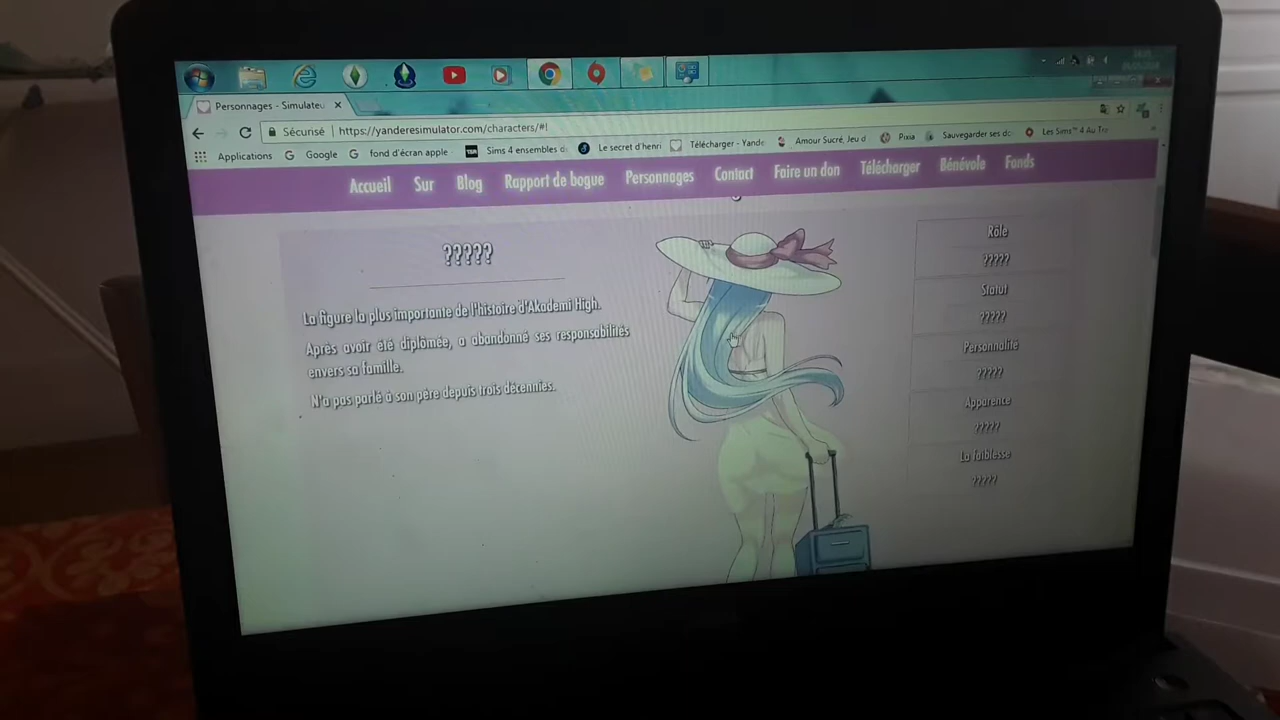 Personnages - Simulateu
Sécurisé | https://yanderesimulator.com/characters/#!
Applications Google fond d'écran apple Sims 4 ensembles d Le secret d'henri Télécharger - Yande Amour Sucré, Jeu d Pixia Sauvegarder ses do Les Sims™ 4 Au Tra
Accueil Sur Blog Rapport de bogue Personnages Contact Faire un don Télécharger Bénévole Fonds
?????
La figure la plus importante de l'histoire d'Akademi High.
Après avoir été diplômée, a abandonné ses responsabilités
envers sa famille.
N'a pas parlé à son père depuis trois décennies.
Rôle
?????
Statut
?????
Personnalité
?????
Apparence
?????
La faiblesse
?????